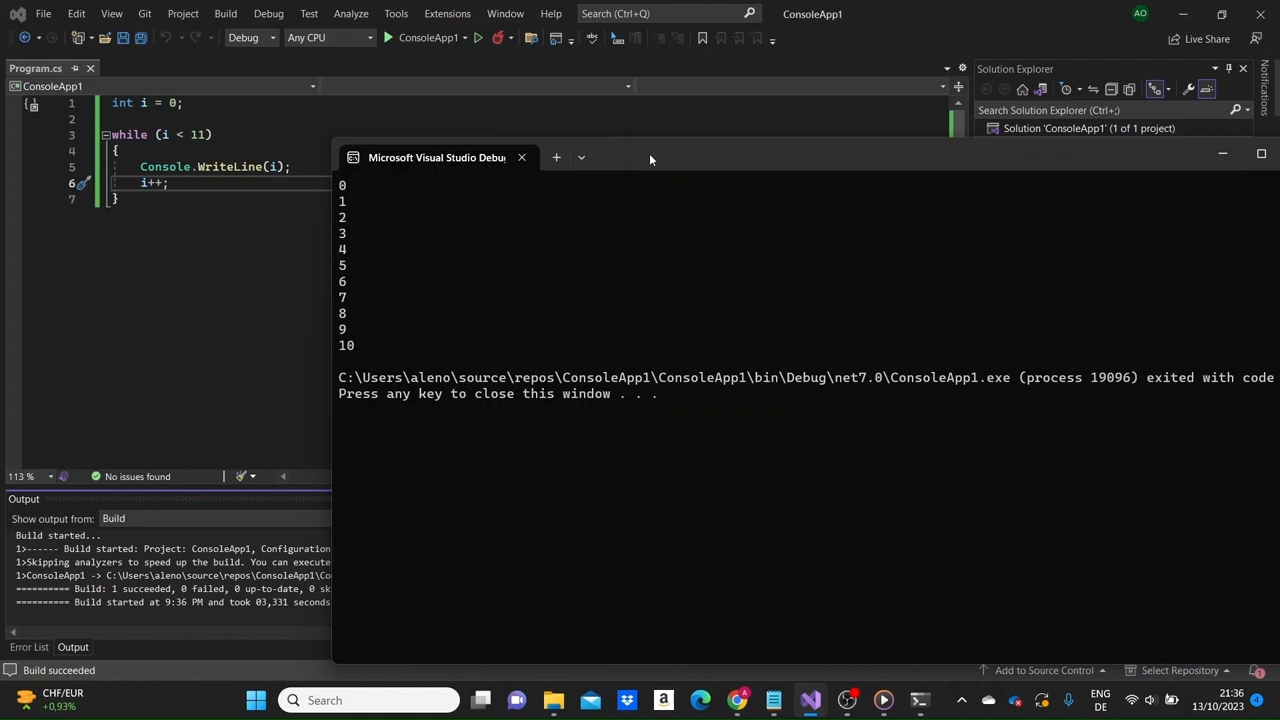 File Edit View Git Project Build Debug Test Analyze Tools Extensions Window Help Search (Ctrl+Q) ConsoleApp1 AO
Debug Any CPU ConsoleApp1 Live Share
Program.cs
ConsoleApp1
Solution Explorer
Search Solution Explorer (Ctrl+;)
Solution 'ConsoleApp1' (1 of 1 project)
Notifications
1 int i = 0;
2
3 while (i < 11)
4 {
5 Console.WriteLine(i);
6 i++;
7 }
Microsoft Visual Studio Debug
0
1
2
3
4
5
6
7
8
9
10
C:\Users\aleno\source\repos\ConsoleApp1\ConsoleApp1\bin\Debug\net7.0\ConsoleApp1.exe (process 19096) exited with code
Press any key to close this window . . .
113 % No issues found
Output
Show output from: Build
Build started...
1>------ Build started: Project: ConsoleApp1, Configuration
1>Skipping analyzers to speed up the build. You can execute
1>ConsoleApp1 -> C:\Users\aleno\source\repos\ConsoleApp1\Co
========== Build: 1 succeeded, 0 failed, 0 up-to-date, 0 sk
========== Build started at 9:36 PM and took 03,331 seconds
Error List Output
Build succeeded Add to Source Control Select Repository 1
CHF/EUR
+0,93%
Search
ENG
DE
21:36
13/10/2023
4